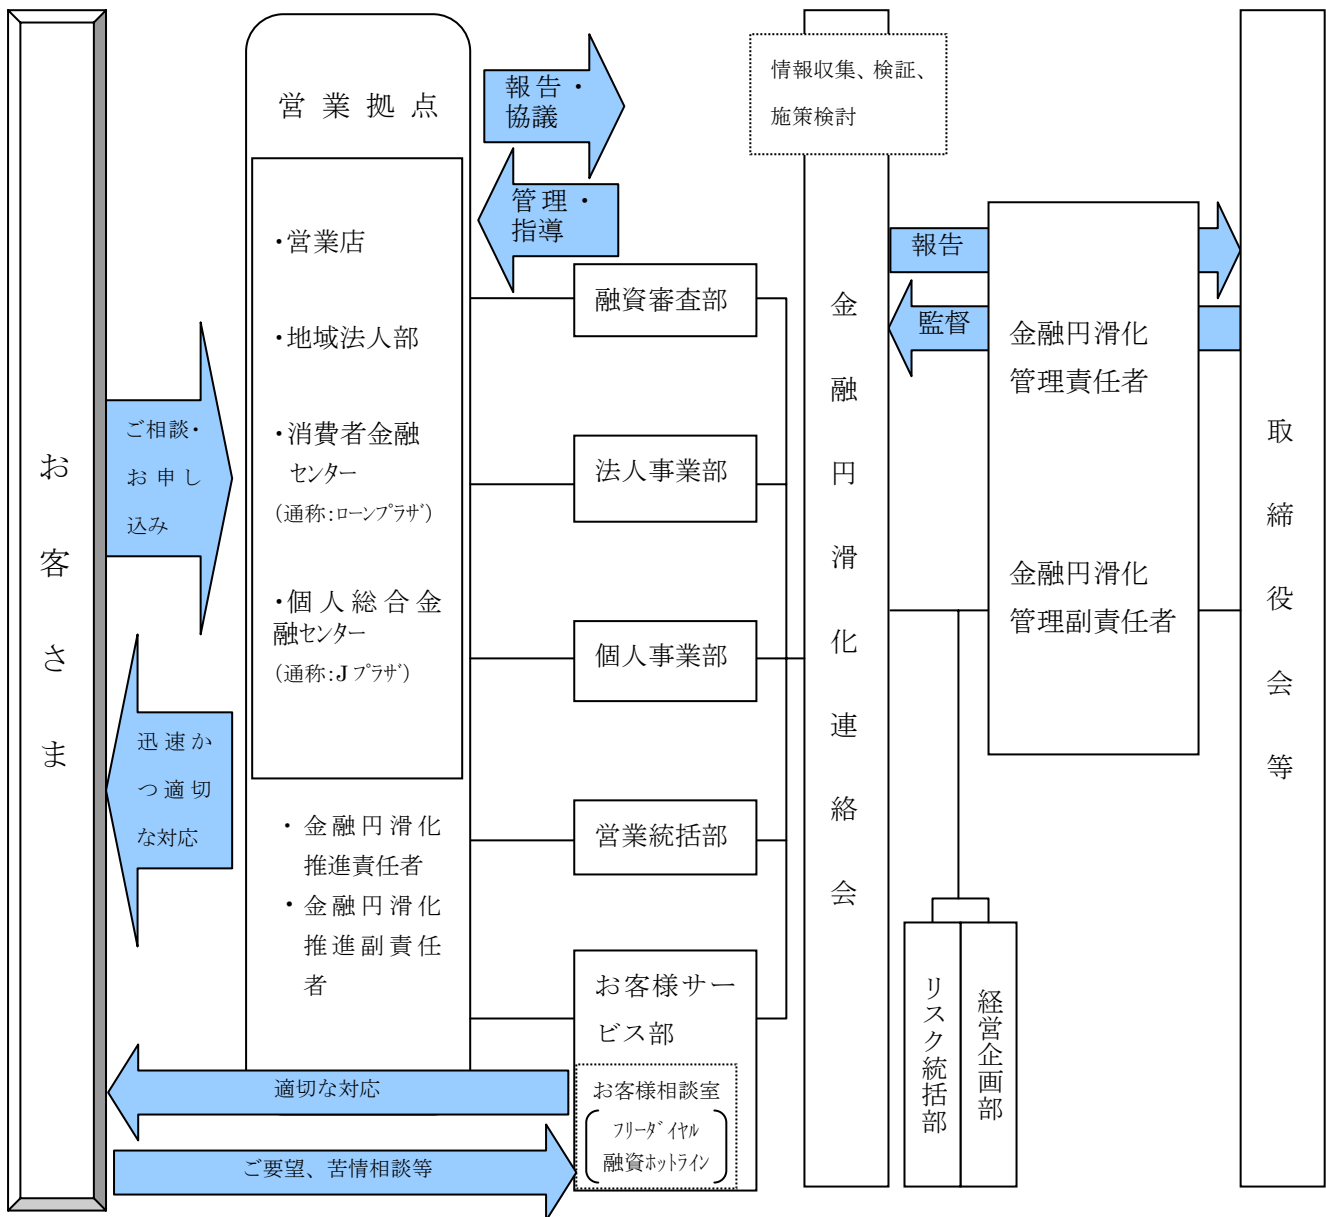 お客さま
ご相談・
お申し
込み
迅速か
つ適切
な対応
営業拠点
・営業店
・地域法人部
・消費者金融
センター
(通称:ローンプラザ)
・個人総合金
融センター
(通称:Jプラザ)
・金融円滑化
推進責任者
・金融円滑化
推進副責任
者
報告・
協議
管理・
指導
融資審査部
法人事業部
個人事業部
営業統括部
お客様サー
ビス部
お客様相談室
フリーダイヤル
融資ホットライン
適切な対応
ご要望、苦情相談等
情報収集、検証、
施策検討
金融円滑化連絡会
報告
監督
金融円滑化
管理責任者
金融円滑化
管理副責任者
リスク統括部
経営企画部
取締役会等